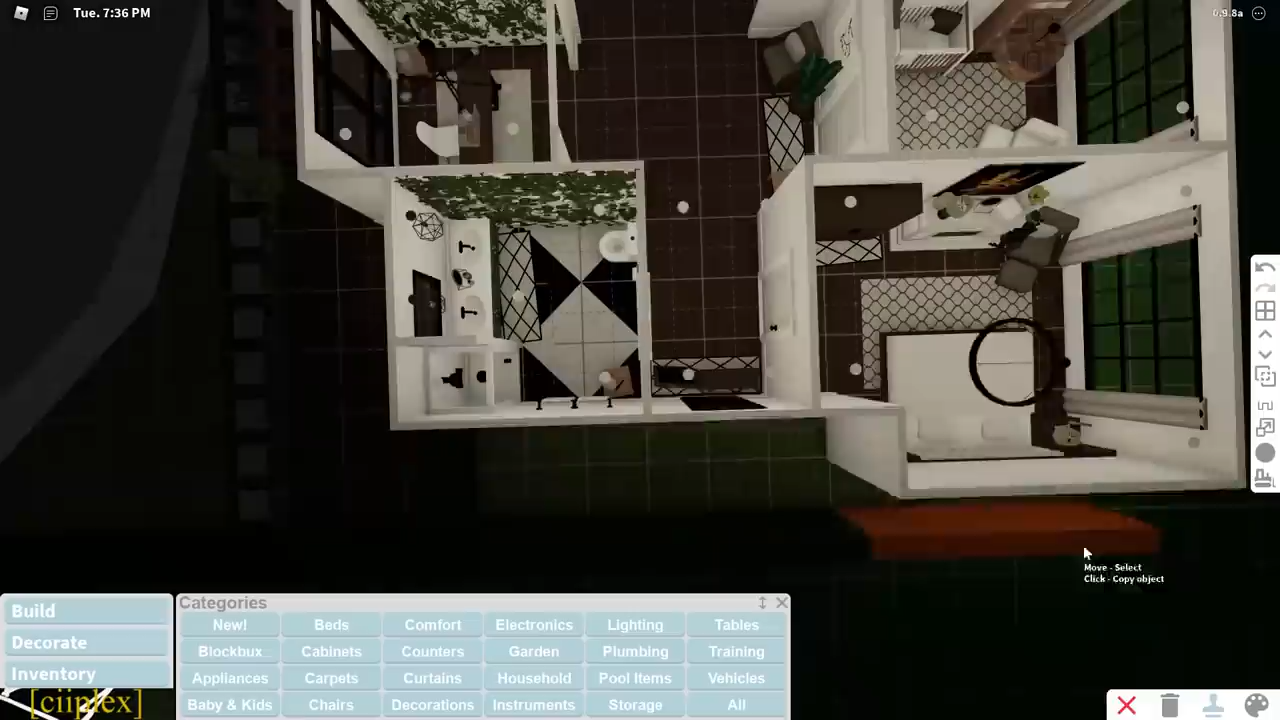 Tue. 7:36 PM
0.9.8a
Move - Select
Click - Copy object
Build
Decorate
Inventory
[ciiplex]
Categories
New! Beds Comfort Electronics Lighting Tables
Blockbux Cabinets Counters Garden Plumbing Training
Appliances Carpets Curtains Household Pool Items Vehicles
Baby & Kids Chairs Decorations Instruments Storage All